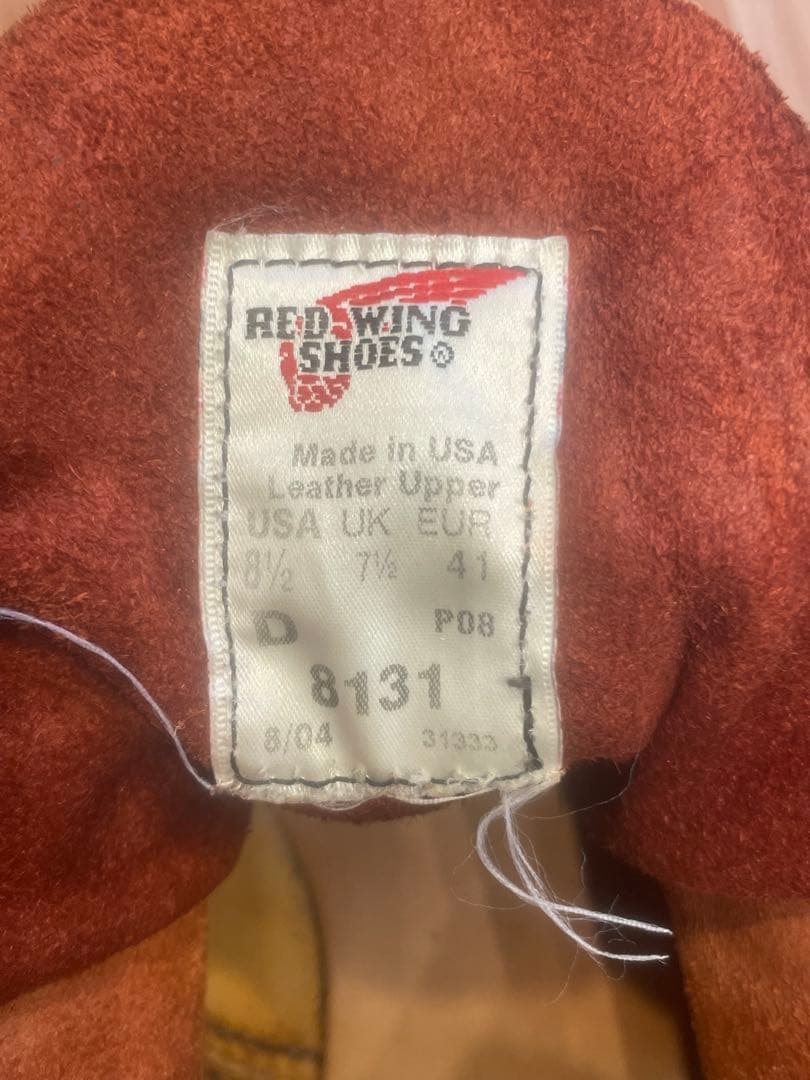 RED WING
SHOES®
Made in USA
Leather Upper
USA UK EUR
8½ 7½ 41
D P08
8131
8/04 31333